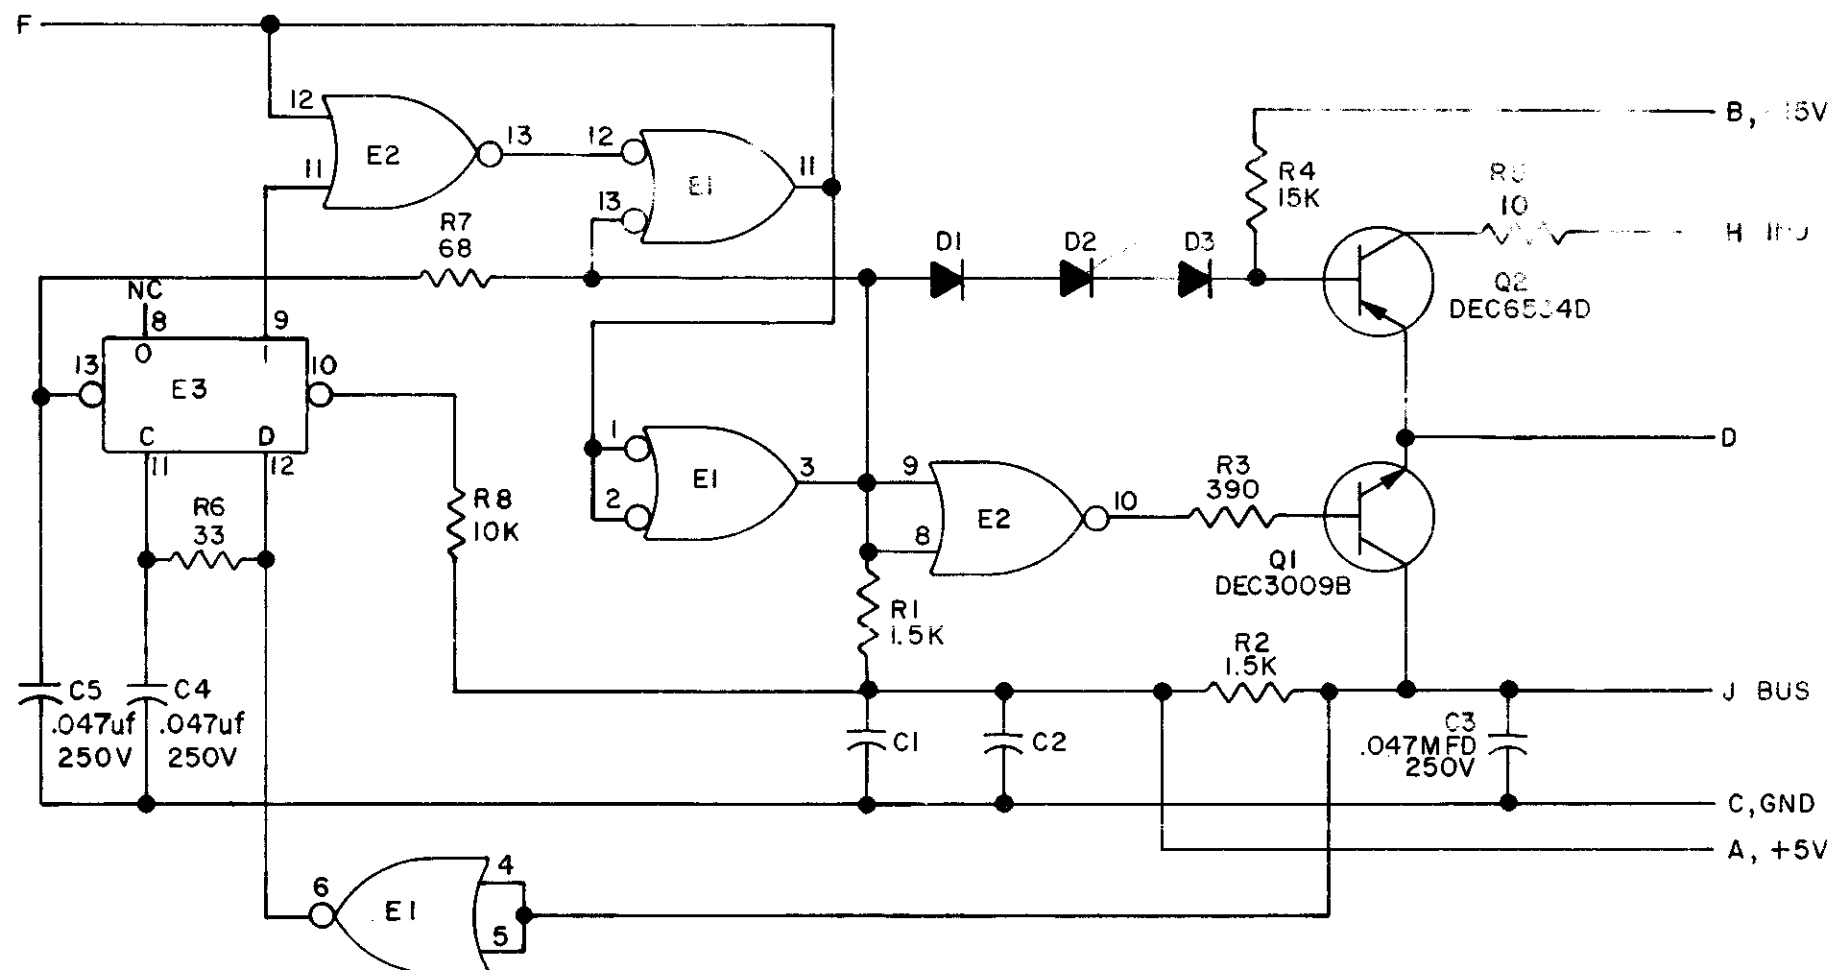 F
12
11
E2
13
12
13
E1
11
B, 15V
R4
15K
10
H
R7
68
D1
D2
D3
Q2
NC
8
9
0
1
13
10
E3
C
D
11
12
R6
33
R8
10K
1
2
E1
3
9
8
E2
10
R3
390
D
Q1
DEC3009B
R1
1.5K
R2
1.5K
C5
.047uf
250V
C4
.047uf
250V
C1
C2
C3
.047MFD
250V
J BUS
C, GND
A, +5V
6
E1
4
5